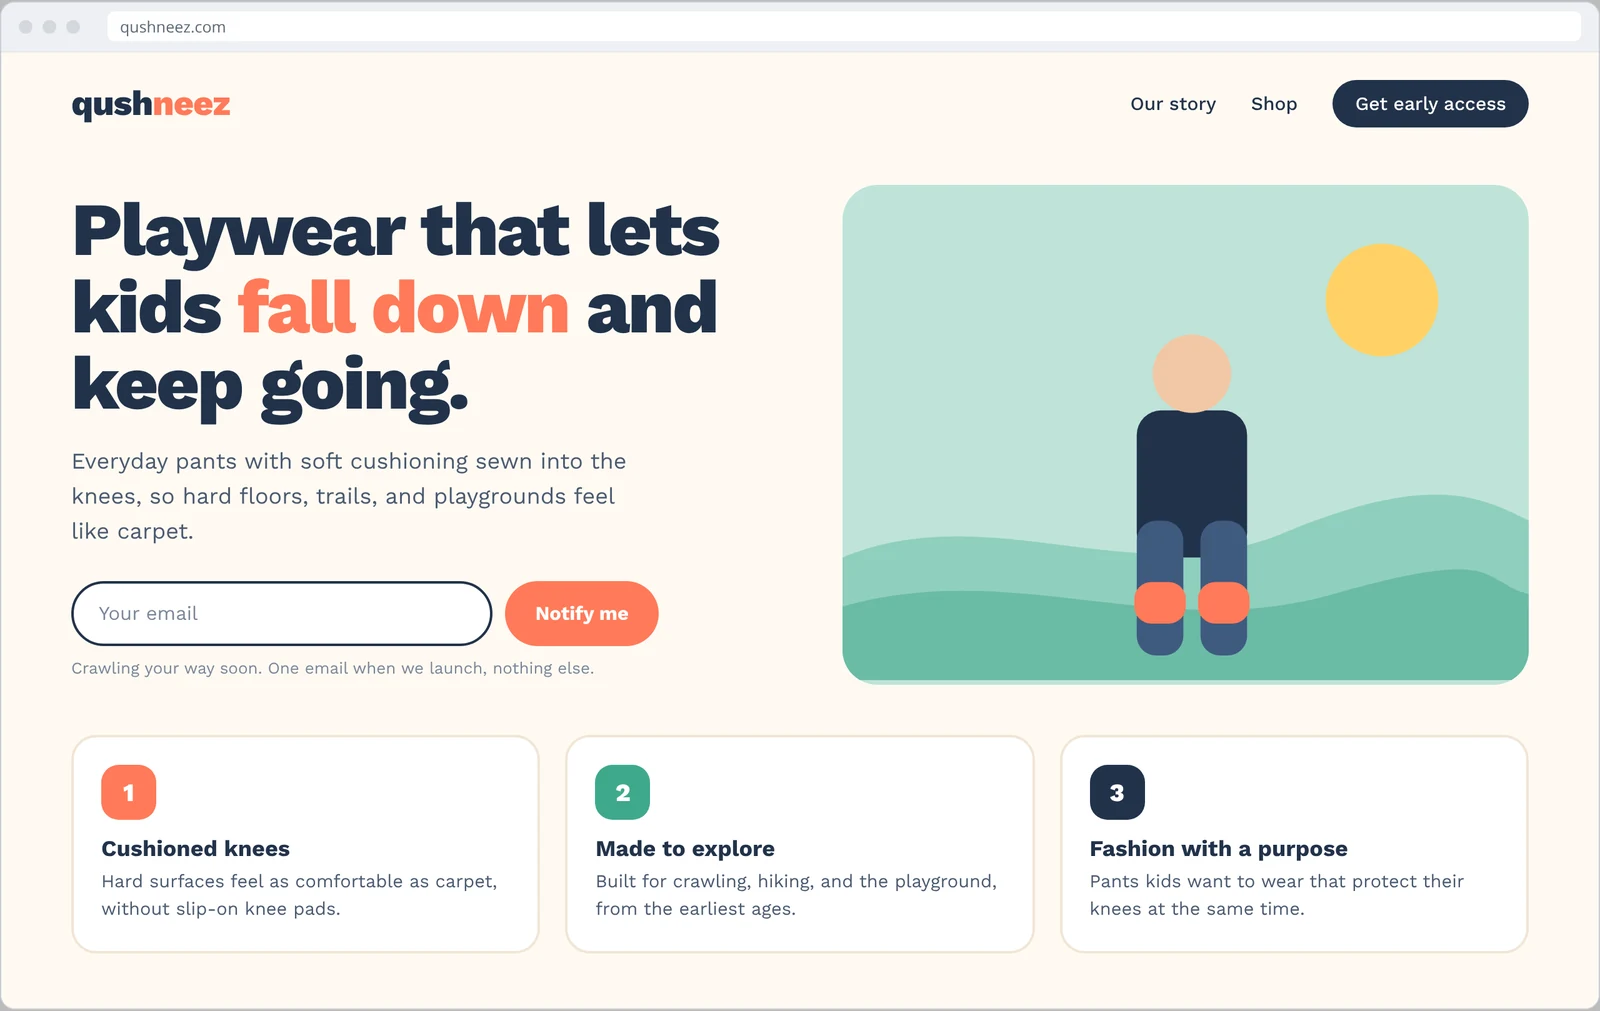 qushneez.com
qushneez
Our story
Shop
Get early access
Playwear that lets
kids fall down and
keep going.
Everyday pants with soft cushioning sewn into the
knees, so hard floors, trails, and playgrounds feel
like carpet.
Your email
Notify me
Crawling your way soon. One email when we launch, nothing else.
1
Cushioned knees
Hard surfaces feel as comfortable as carpet,
without slip-on knee pads.
2
Made to explore
Built for crawling, hiking, and the playground,
from the earliest ages.
3
Fashion with a purpose
Pants kids want to wear that protect their
knees at the same time.